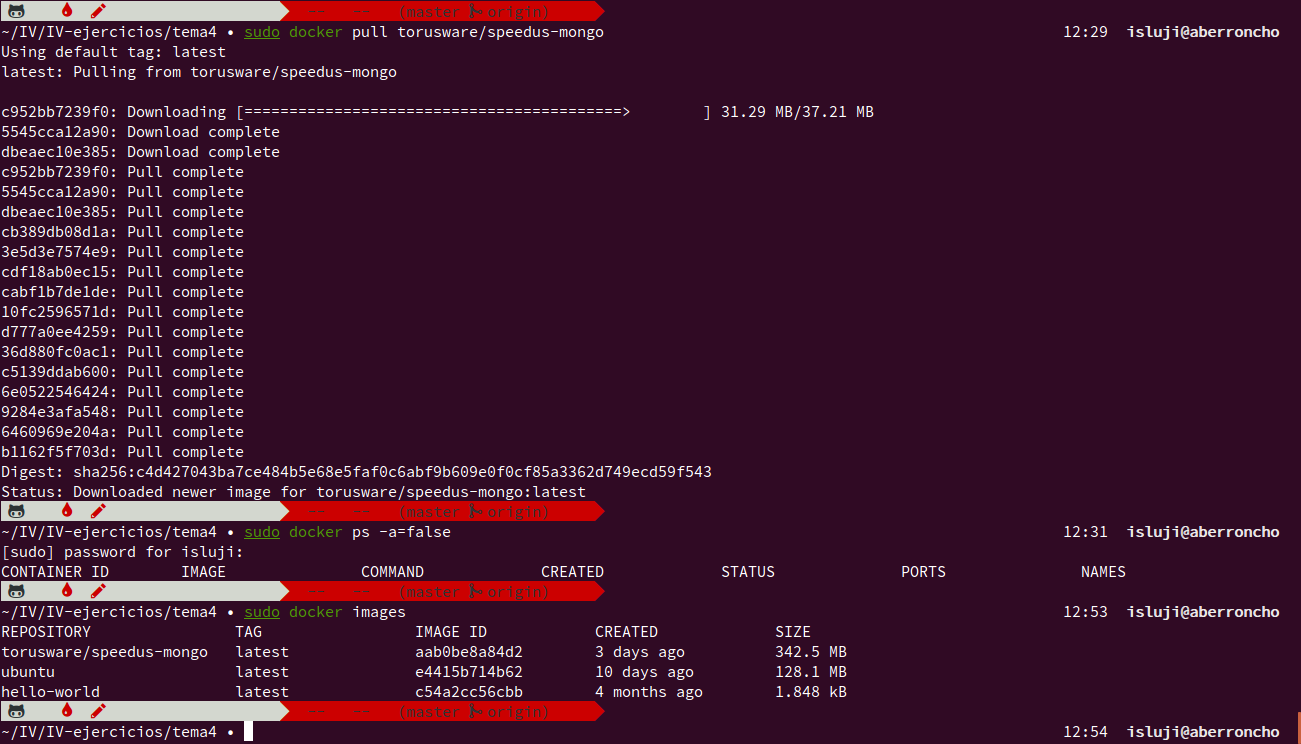 (master origin)
~/IV/IV-ejercicios/tema4 • sudo docker pull torusware/speedus-mongo 12:29 isluji@aberroncho
Using default tag: latest
latest: Pulling from torusware/speedus-mongo
c952bb7239f0: Downloading [==========================================> ] 31.29 MB/37.21 MB
5545cca12a90: Download complete
dbeaec10e385: Download complete
c952bb7239f0: Pull complete
5545cca12a90: Pull complete
dbeaec10e385: Pull complete
cb389db08d1a: Pull complete
3e5d3e7574e9: Pull complete
cdf18ab0ec15: Pull complete
cabf1b7de1de: Pull complete
10fc2596571d: Pull complete
d777a0ee4259: Pull complete
36d880fc0ac1: Pull complete
c5139ddab600: Pull complete
6e0522546424: Pull complete
9284e3afa548: Pull complete
6460969e204a: Pull complete
b1162f5f703d: Pull complete
Digest: sha256:c4d427043ba7ce484b5e68e5faf0c6abf9b609e0f0cf85a3362d749ecd59f543
Status: Downloaded newer image for torusware/speedus-mongo:latest
(master origin)
~/IV/IV-ejercicios/tema4 • sudo docker ps -a=false 12:31 isluji@aberroncho
[sudo] password for isluji:
CONTAINER ID IMAGE COMMAND CREATED STATUS PORTS NAMES
(master origin)
~/IV/IV-ejercicios/tema4 • sudo docker images 12:53 isluji@aberroncho
REPOSITORY TAG IMAGE ID CREATED SIZE
torusware/speedus-mongo latest aab0be8a84d2 3 days ago 342.5 MB
ubuntu latest e4415b714b62 10 days ago 128.1 MB
hello-world latest c54a2cc56cbb 4 months ago 1.848 kB
(master origin)
~/IV/IV-ejercicios/tema4 • 12:54 isluji@aberroncho